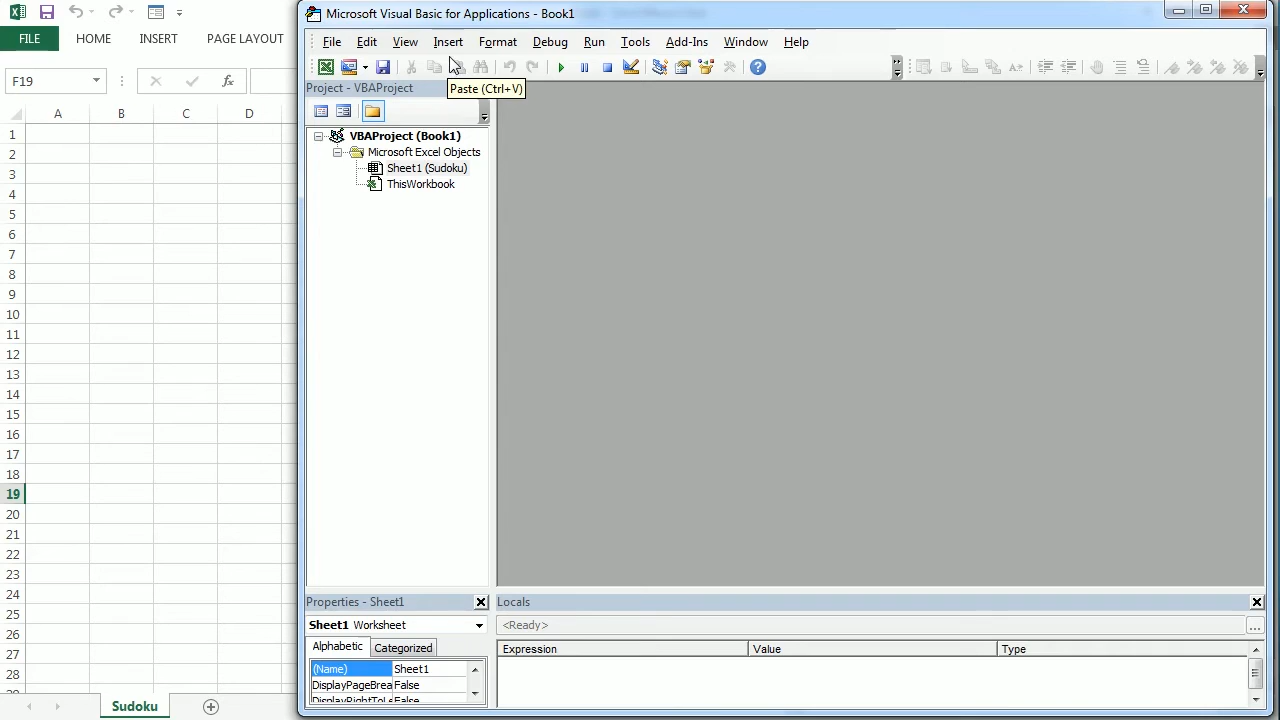 Microsoft Visual Basic for Applications - Book1
FILE HOME INSERT PAGE LAYOUT
File Edit View Insert Format Debug Run Tools Add-Ins Window Help
F19
fx
Paste (Ctrl+V)
Project - VBAProject
A B C D
VBAProject (Book1)
Microsoft Excel Objects
Sheet1 (Sudoku)
ThisWorkbook
1
2
3
4
5
6
7
8
9
10
11
12
13
14
15
16
17
18
19
20
21
22
23
24
25
26
27
28
Properties - Sheet1
Locals
Sheet1 Worksheet
<Ready>
...
Alphabetic Categorized
Expression Value Type
(Name) Sheet1
DisplayPageBrea False
DisplayRightToLe False
Sudoku